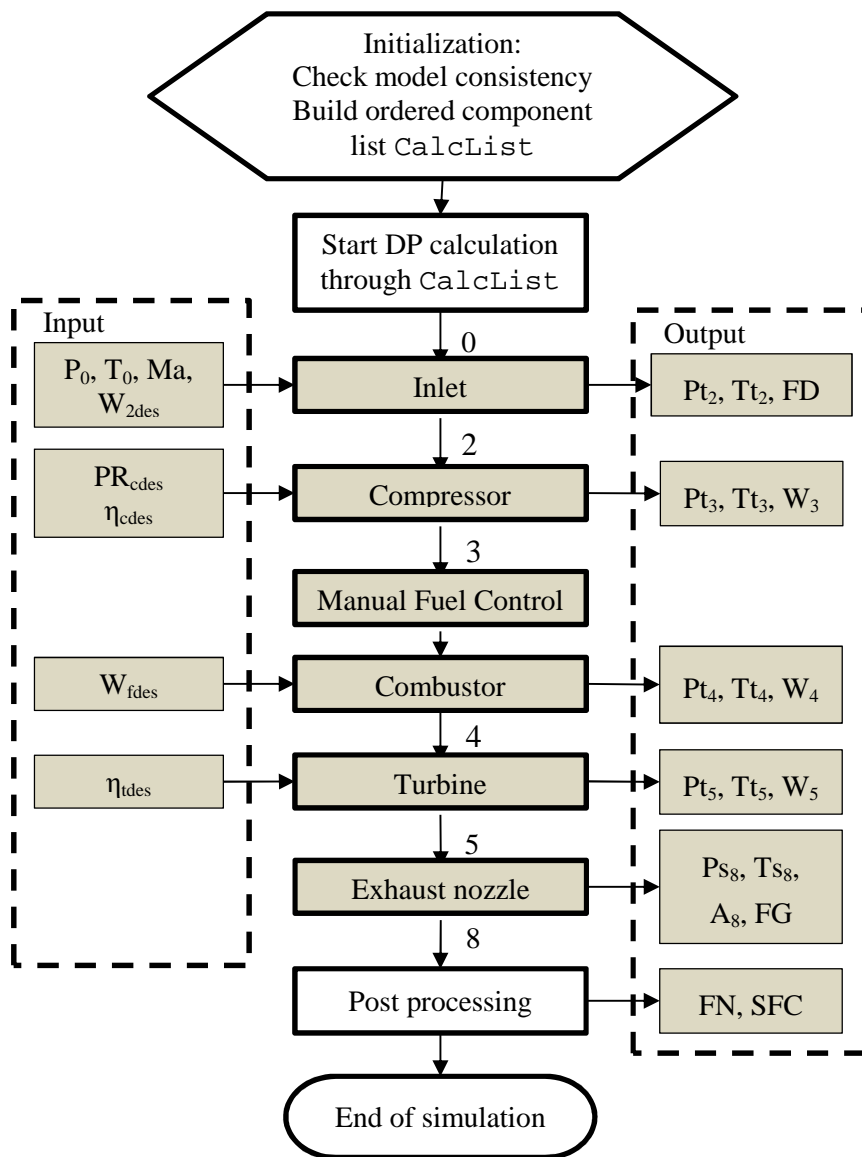 Initialization:
Check model consistency
Build ordered component
list CalcList
Start DP calculation
through CalcList
Input
Output
0
P₀, T₀, Ma,
W₂des
Inlet
Pt₂, Tt₂, FD
2
PRcdes
ηcdes
Compressor
Pt₃, Tt₃, W₃
3
Manual Fuel Control
Wfdes
Combustor
Pt₄, Tt₄, W₄
4
ηtdes
Turbine
Pt₅, Tt₅, W₅
5
Exhaust nozzle
Ps₈, Ts₈,
A₈, FG
8
Post processing
FN, SFC
End of simulation